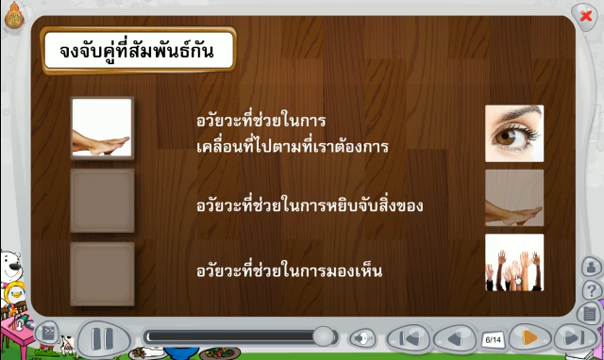 จงจับคู่ที่สัมพันธ์กัน
อวัยวะที่ช่วยในการ
เคลื่อนที่ไปตามที่เราต้องการ
อวัยวะที่ช่วยในการหยิบจับสิ่งของ
อวัยวะที่ช่วยในการมองเห็น
6/14